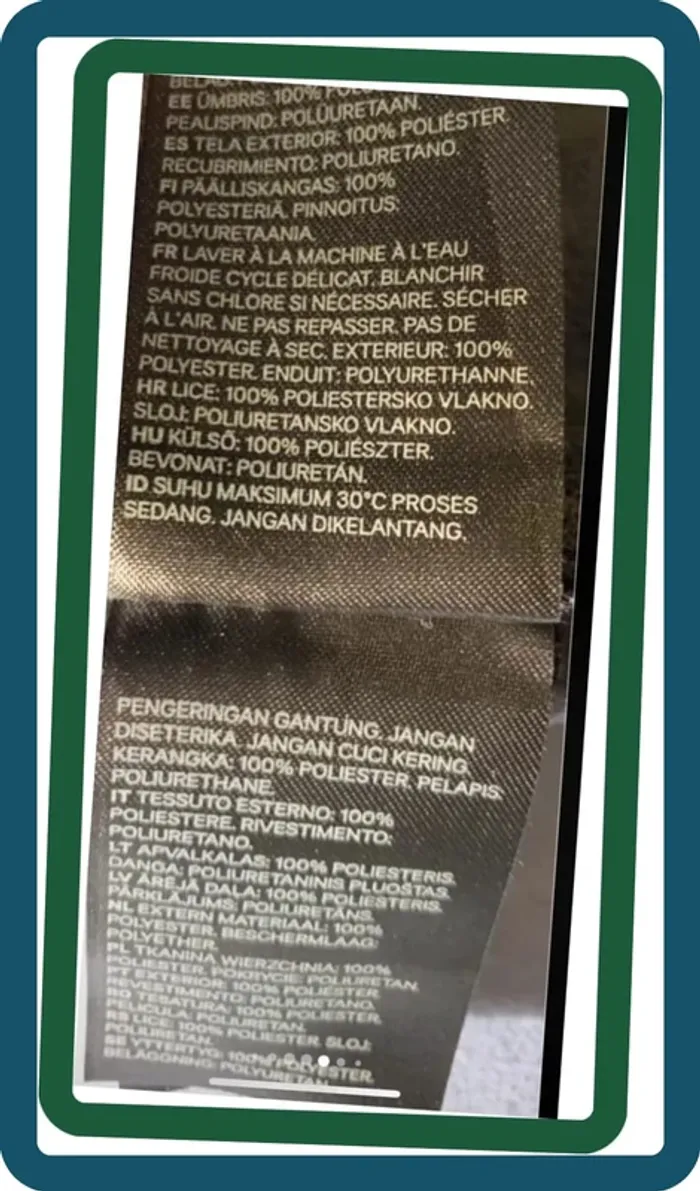 EE ÜMBRIS: 100%
PEALISPIND: POLÜURETAAN.
ES TELA EXTERIOR: 100% POLIÉSTER.
RECUBRIMIENTO: POLIURETANO.
FI PÄÄLLISKANGAS: 100%
POLYESTERIÄ. PINNOITUS:
POLYURETAANIA.
FR LAVER À LA MACHINE À L'EAU
FROIDE CYCLE DÉLICAT. BLANCHIR
SANS CHLORE SI NÉCESSAIRE. SÉCHER
À L'AIR. NE PAS REPASSER. PAS DE
NETTOYAGE À SEC. EXTERIEUR: 100%
POLYESTER. ENDUIT: POLYURETHANNE.
HR LICE: 100% POLIESTERSKO VLAKNO.
SLOJ: POLIURETANSKO VLAKNO.
HU KÜLSŐ: 100% POLIÉSZTER.
BEVONAT: POLIURETÁN.
ID SUHU MAKSIMUM 30°C PROSES
SEDANG. JANGAN DIKELANTANG.
PENGERINGAN GANTUNG. JANGAN
DISETERIKA. JANGAN CUCI KERING.
KERANGKA: 100% POLIESTER. PELAPIS:
POLIURETHANE.
IT TESSUTO ESTERNO: 100%
POLIESTERE. RIVESTIMENTO:
POLIURETANO.
LT APVALKALAS: 100% POLIESTERIS.
DANGA: POLIURETANINIS PLUOŠTAS.
LV ĀRĒJĀ DAĻA: 100% POLIESTERIS.
PĀRKLĀJUMS: POLIURETĀNS.
NL EXTERN MATERIAAL: 100%
POLYESTER. BESCHERMLAAG:
POLYETHER.
PL TKANINA WIERZCHNIA: 100%
POLIESTER. POKRYCIE: POLIURETAN.
PT EXTERIOR: 100% POLIÉSTER.
REVESTIMENTO: POLIURETANO.
RO TESATURA: 100% POLIESTER.
PELICULA: POLIURETAN.
RS LICE: 100% POLIESTER. SLOJ:
POLIURETAN.
SE YTTERTYG: 100% POLYESTER.
BELÄGGNING: POLYURETAN.